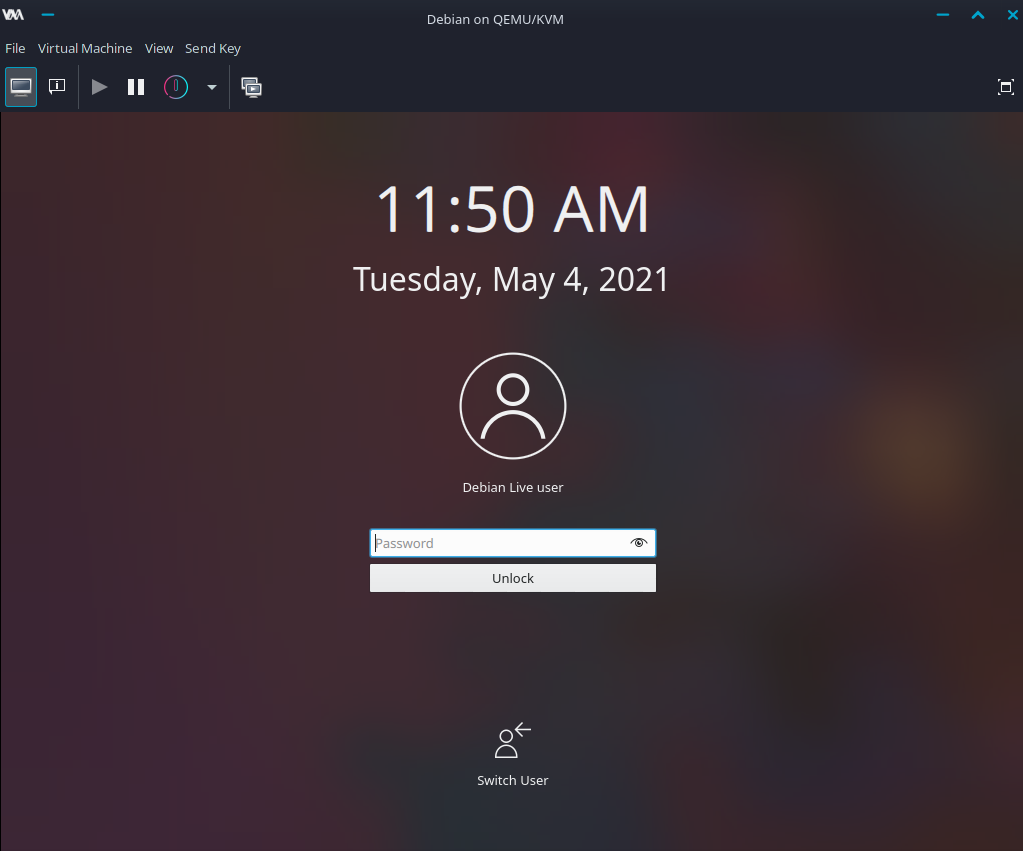 Debian on QEMU/KVM
File Virtual Machine View Send Key
11:50 AM
Tuesday, May 4, 2021
Debian Live user
Password
Unlock
Switch User